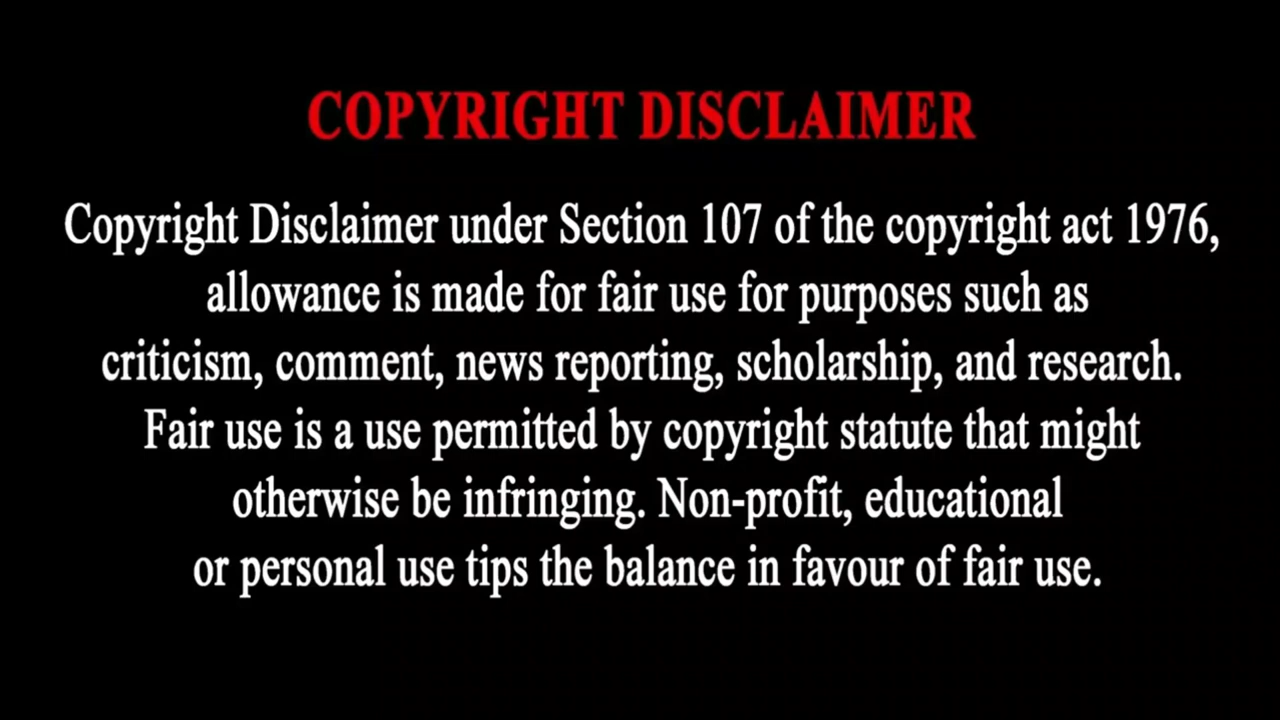 COPYRIGHT DISCLAIMER
Copyright Disclaimer under Section 107 of the copyright act 1976,
allowance is made for fair use for purposes such as
criticism, comment, news reporting, scholarship, and research.
Fair use is a use permitted by copyright statute that might
otherwise be infringing. Non-profit, educational
or personal use tips the balance in favour of fair use.